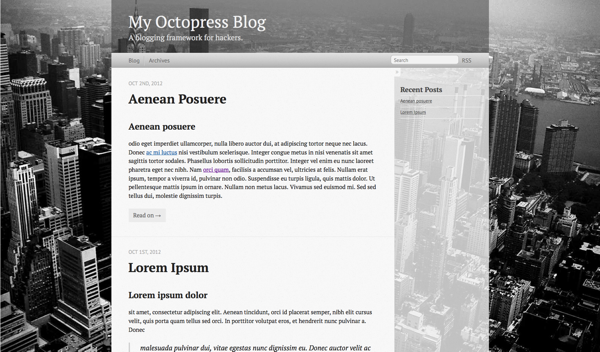 My Octopress Blog
A blogging framework for hackers.
Blog Archives Search RSS
OCT 2ND, 2012
Aenean Posuere
Aenean posuere
odio eget imperdiet ullamcorper, nulla libero auctor dui, at adipiscing tortor neque nec lacus.
Donec ac mi luctus nisi vestibulum scelerisque. Integer congue metus in nisi venenatis sit amet
sagittis tortor sodales. Phasellus lobortis sollicitudin porttitor. Integer vel enim eu nunc laoreet
pharetra eget nec nibh. Nam orci quam, facilisis a accumsan vel, ultricies at felis. Nullam erat
ipsum, tempor a viverra id, pulvinar non odio. Suspendisse eu turpis ligula, quis mattis dolor. Ut
pellentesque mattis ipsum in ornare. Nullam non metus lacus. Vivamus sed euismod mi. Sed sed
tellus dui, molestie dignissim turpis.
Read on →
OCT 1ST, 2012
Lorem Ipsum
Lorem ipsum dolor
sit amet, consectetur adipiscing elit. Aenean tincidunt, orci id placerat semper, nibh elit cursus
velit, quis porta quam tellus sed orci. In porttitor volutpat eros, et hendrerit nunc pulvinar a.
Donec
malesuada pulvinar dui, vitae egestas nunc dignissim eu. Donec auctor velit ac
Recent Posts
Aenean posuere
Lorem Ipsum